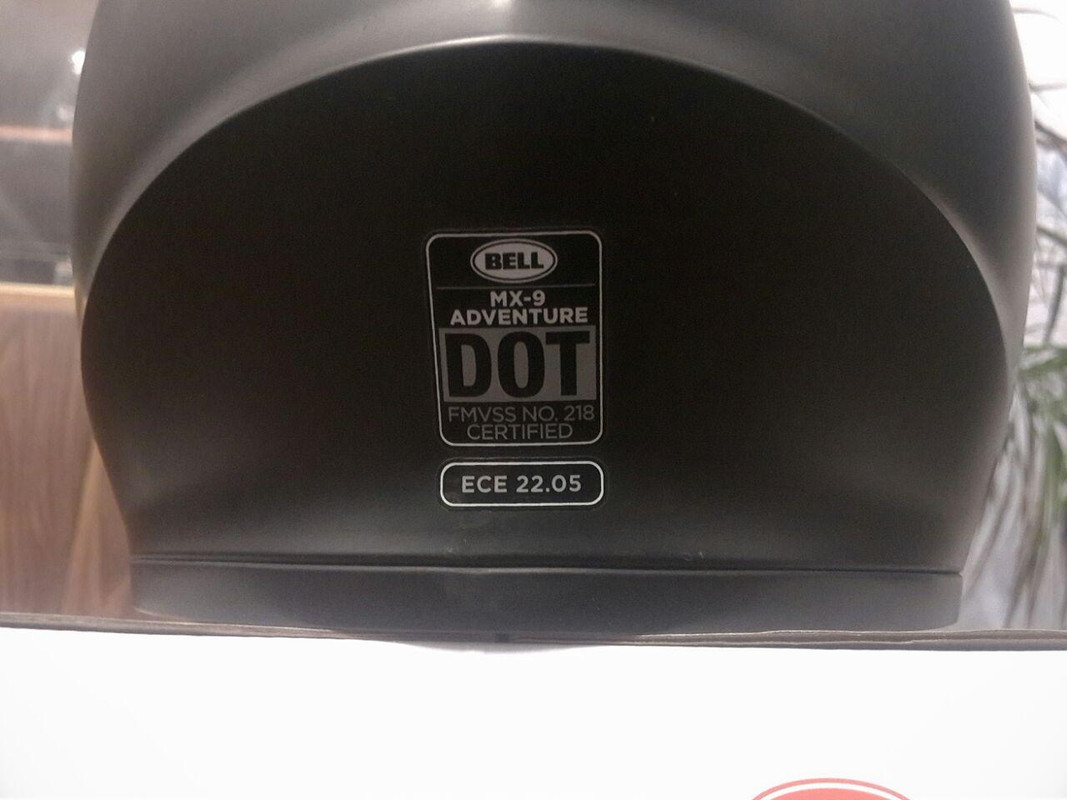 BELL
MX-9
ADVENTURE
DOT
FMVSS NO. 218
CERTIFIED
ECE 22.05